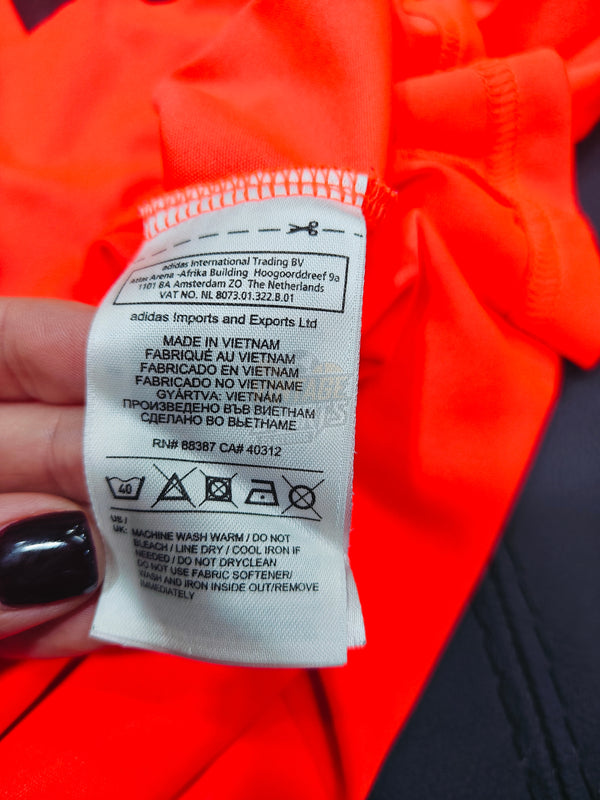 adidas International Trading BV
adidas Arena -Afrika Building Hoogoorddreef 9a
1101 BA Amsterdam ZO The Netherlands
VAT NO. NL 8073.01.322.B.01
adidas Imports and Exports Ltd
MADE IN VIETNAM
FABRIQUÉ AU VIETNAM
FABRICADO EN VIETNAM
FABRICADO NO VIETNAME
GYÁRTVA: VIETNÁM
ПРОИЗВЕДЕНО ВЪВ ВИЕТНАМ
СДЕЛАНО ВО ВЬЕТНАМЕ
RN# 88387 CA# 40312
40
US /
UK: MACHINE WASH WARM / DO NOT
BLEACH / LINE DRY / COOL IRON IF
NEEDED / DO NOT DRYCLEAN
DO NOT USE FABRIC SOFTENER/
WASH AND IRON INSIDE OUT/REMOVE
IMMEDIATELY